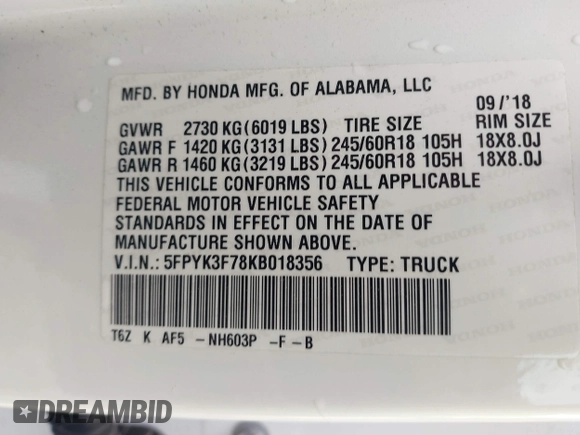 MFD. BY HONDA MFG. OF ALABAMA, LLC
09/'18
GVWR 2730 KG (6019 LBS) TIRE SIZE RIM SIZE
GAWR F 1420 KG (3131 LBS) 245/60R18 105H 18X8.0J
GAWR R 1460 KG (3219 LBS) 245/60R18 105H 18X8.0J
THIS VEHICLE CONFORMS TO ALL APPLICABLE
FEDERAL MOTOR VEHICLE SAFETY
STANDARDS IN EFFECT ON THE DATE OF
MANUFACTURE SHOWN ABOVE.
V.I.N.: 5FPYK3F78KB018356 TYPE: TRUCK
T6Z K AF5 -NH603P -F -B
DREAMBID